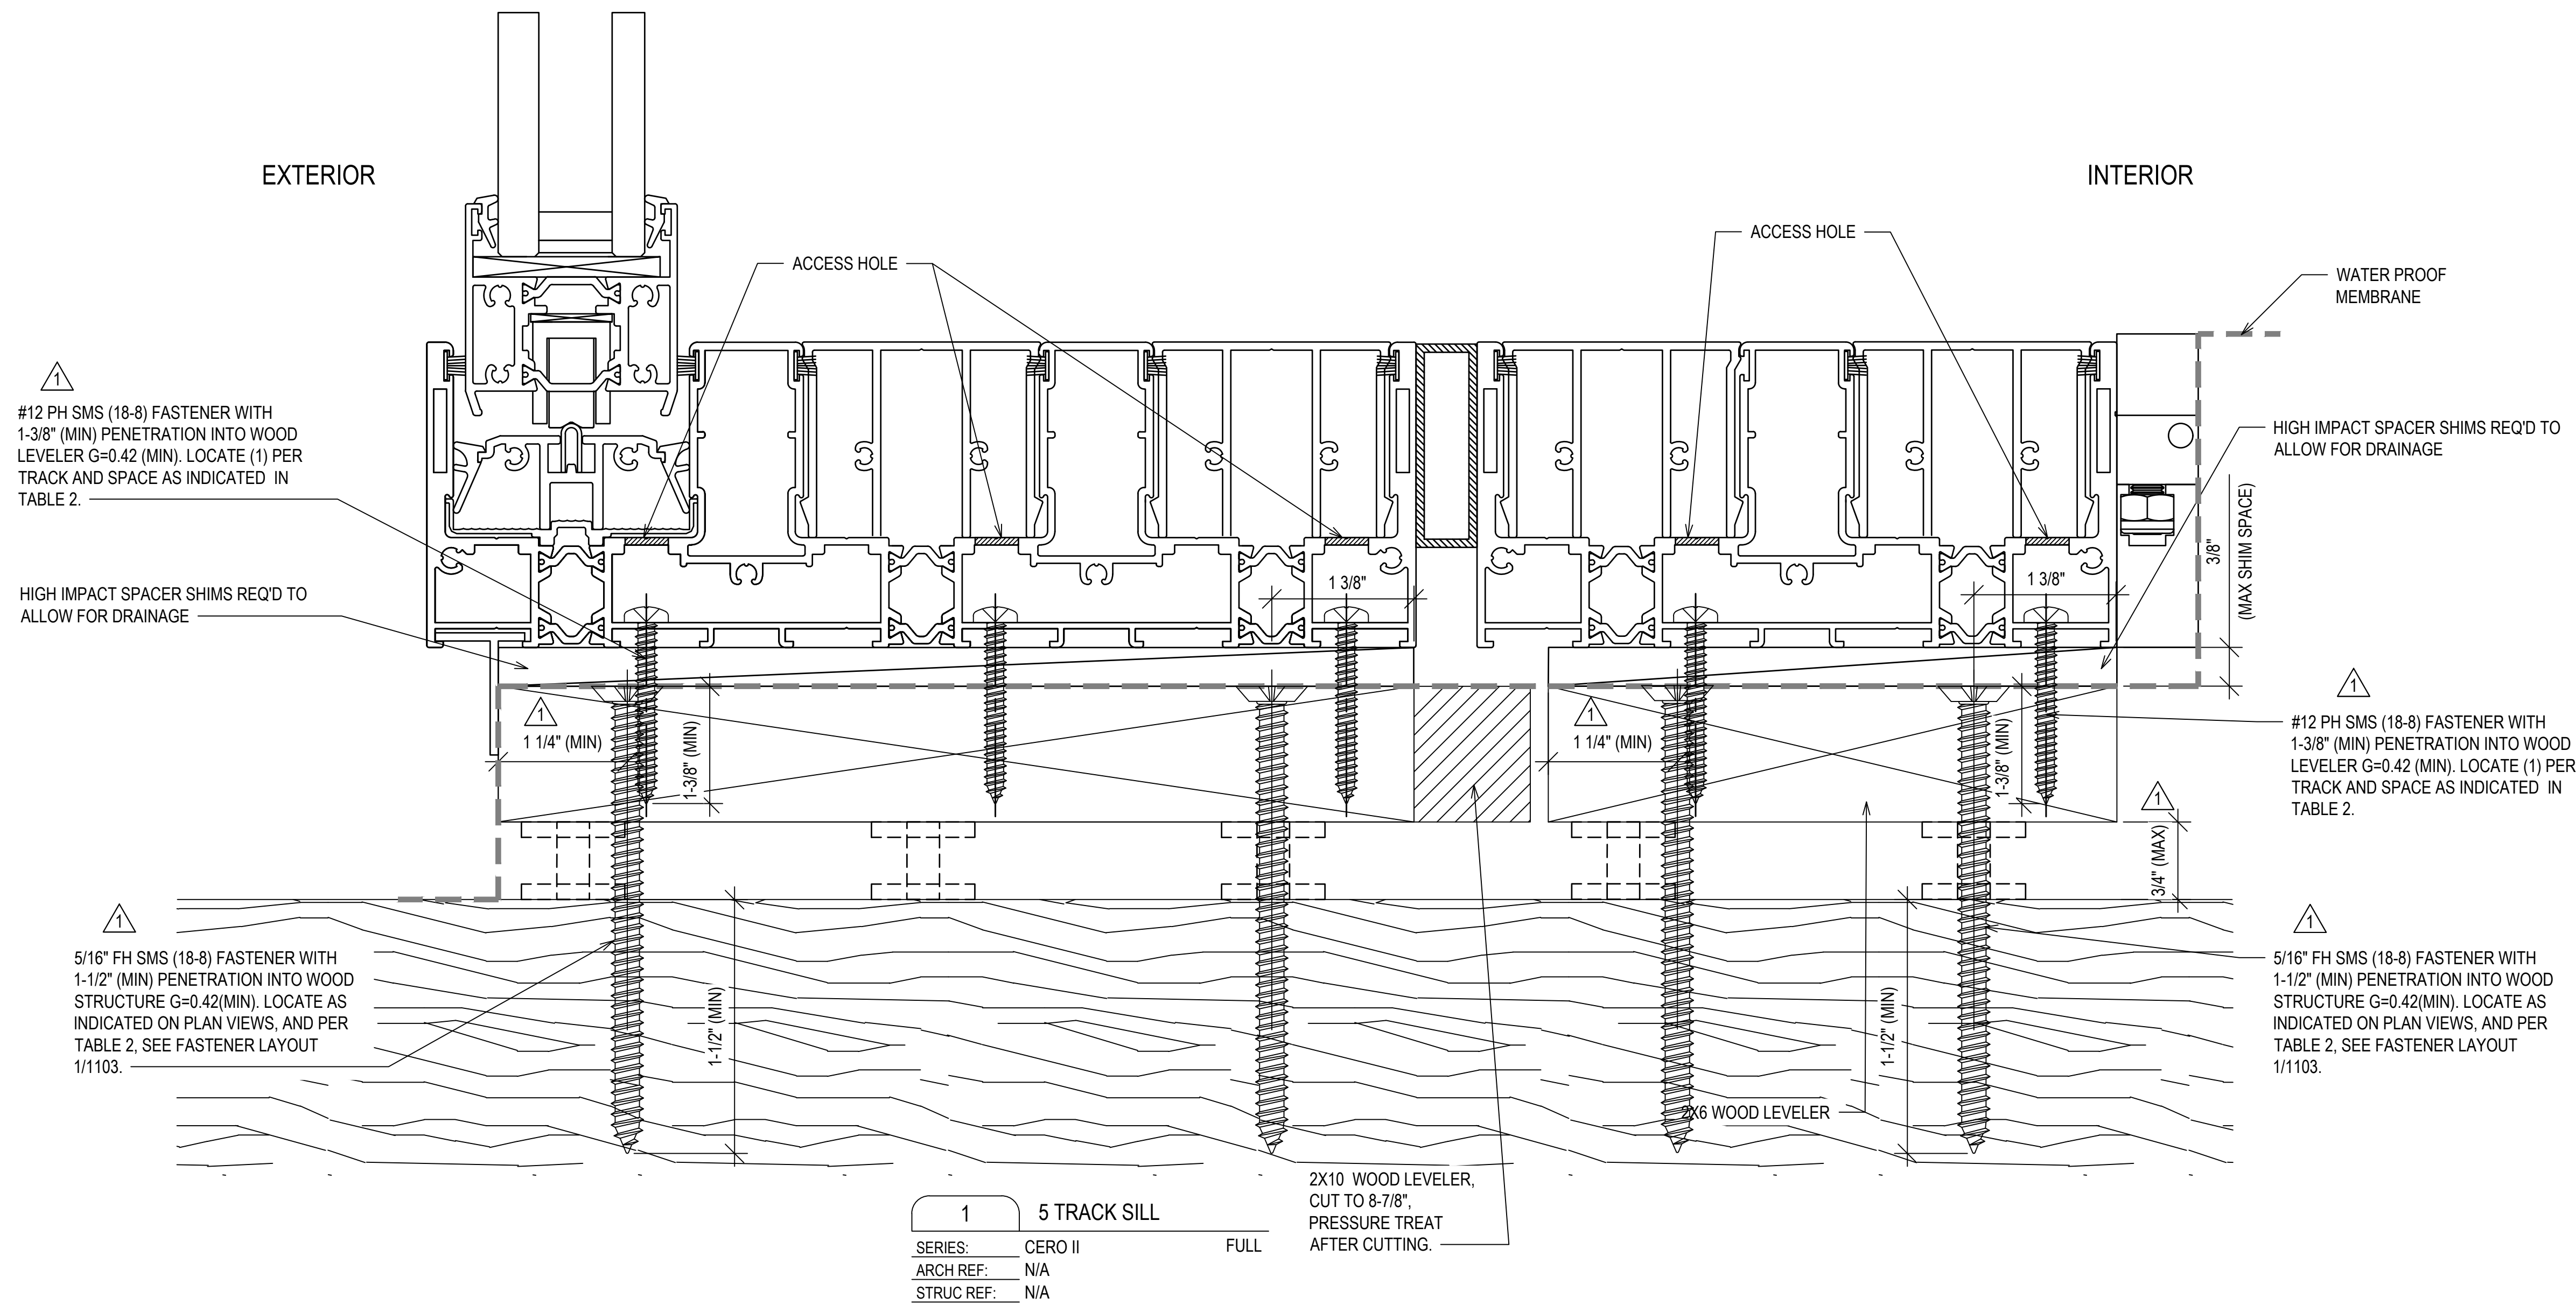 EXTERIOR
INTERIOR
ACCESS HOLE
ACCESS HOLE
WATER PROOF
MEMBRANE
1
#12 PH SMS (18-8) FASTENER WITH
1-3/8" (MIN) PENETRATION INTO WOOD
LEVELER G=0.42 (MIN). LOCATE (1) PER
TRACK AND SPACE AS INDICATED IN
TABLE 2.
HIGH IMPACT SPACER SHIMS REQ'D TO
ALLOW FOR DRAINAGE
HIGH IMPACT SPACER SHIMS REQ'D TO
ALLOW FOR DRAINAGE
3/8"
(MAX SHIM SPACE)
1 3/8"
1 3/8"
1
1 1/4" (MIN)
1-3/8" (MIN)
1
1 1/4" (MIN)
1-3/8" (MIN)
1
#12 PH SMS (18-8) FASTENER WITH
1-3/8" (MIN) PENETRATION INTO WOOD
LEVELER G=0.42 (MIN). LOCATE (1) PER
TRACK AND SPACE AS INDICATED IN
TABLE 2.
1
3/4" (MAX)
1
5/16" FH SMS (18-8) FASTENER WITH
1-1/2" (MIN) PENETRATION INTO WOOD
STRUCTURE G=0.42(MIN). LOCATE AS
INDICATED ON PLAN VIEWS, AND PER
TABLE 2, SEE FASTENER LAYOUT
1/1103.
1-1/2" (MIN)
1-1/2" (MIN)
1
5/16" FH SMS (18-8) FASTENER WITH
1-1/2" (MIN) PENETRATION INTO WOOD
STRUCTURE G=0.42(MIN). LOCATE AS
INDICATED ON PLAN VIEWS, AND PER
TABLE 2, SEE FASTENER LAYOUT
1/1103.
2X6 WOOD LEVELER
2X10 WOOD LEVELER,
CUT TO 8-7/8",
PRESSURE TREAT
AFTER CUTTING.
1 5 TRACK SILL
SERIES: CERO II FULL
ARCH REF: N/A
STRUC REF: N/A